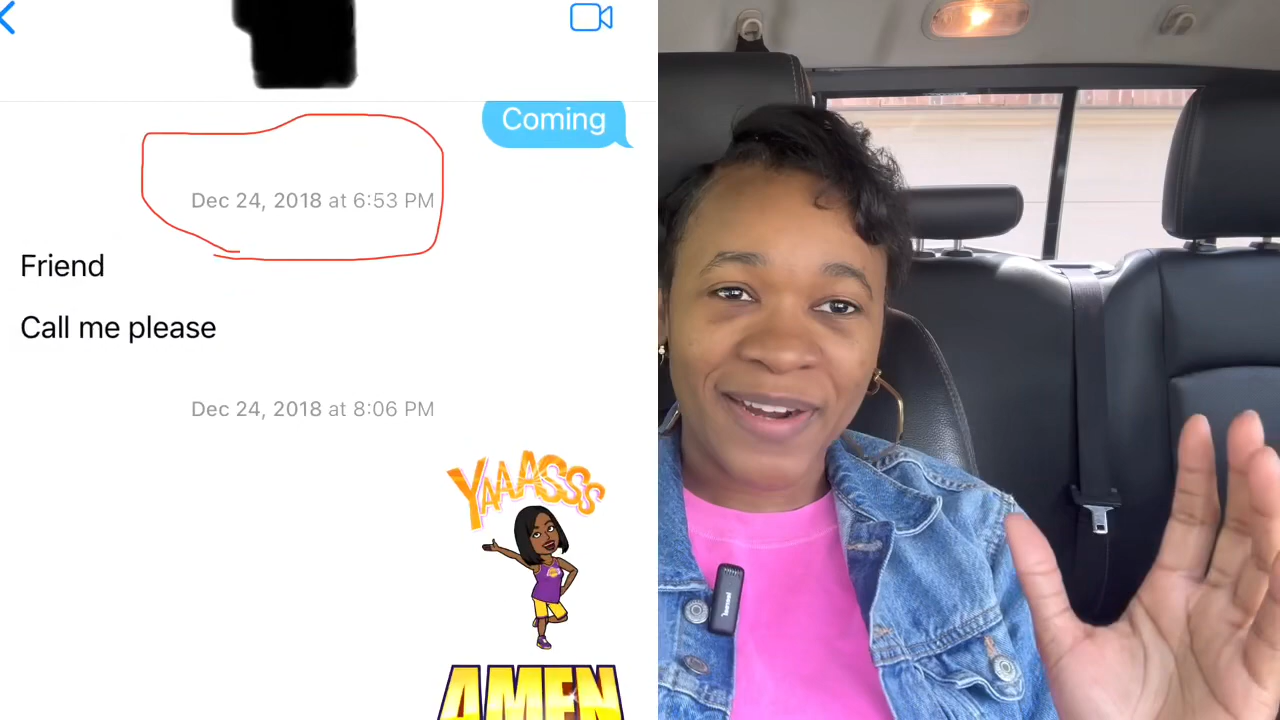 Coming
Dec 24, 2018 at 6:53 PM
Friend
Call me please
Dec 24, 2018 at 8:06 PM
YAAASSS
AMEN